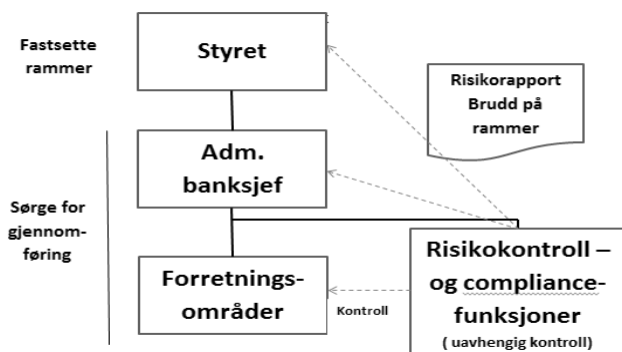 Fastsette
rammer
Styret
Risikorapport
Brudd på
rammer
Adm.
banksjef
Sørge for
gjennom-
føring
Forretnings-
områder
Kontroll
Risikokontroll –
og compliance-
funksjoner
( uavhengig kontroll)